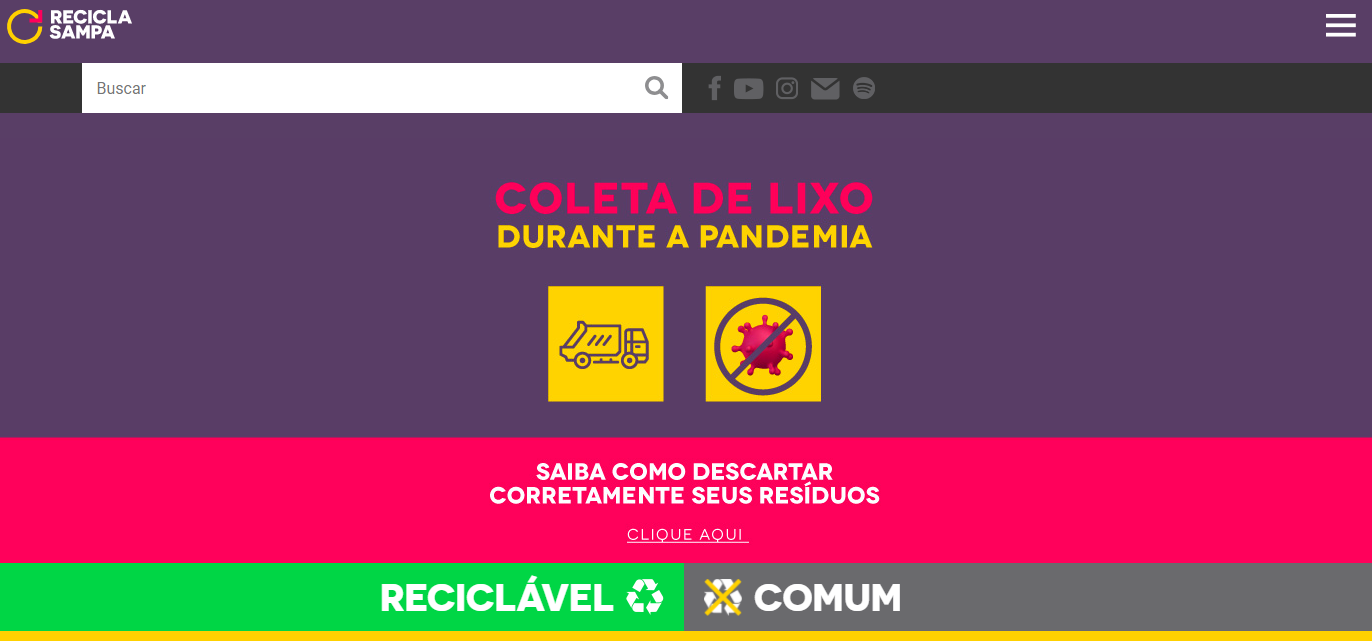 RECICLA
SAMPA
Buscar
COLETA DE LIXO
DURANTE A PANDEMIA
SAIBA COMO DESCARTAR
CORRETAMENTE SEUS RESÍDUOS
CLIQUE AQUI
RECICLÁVEL
COMUM